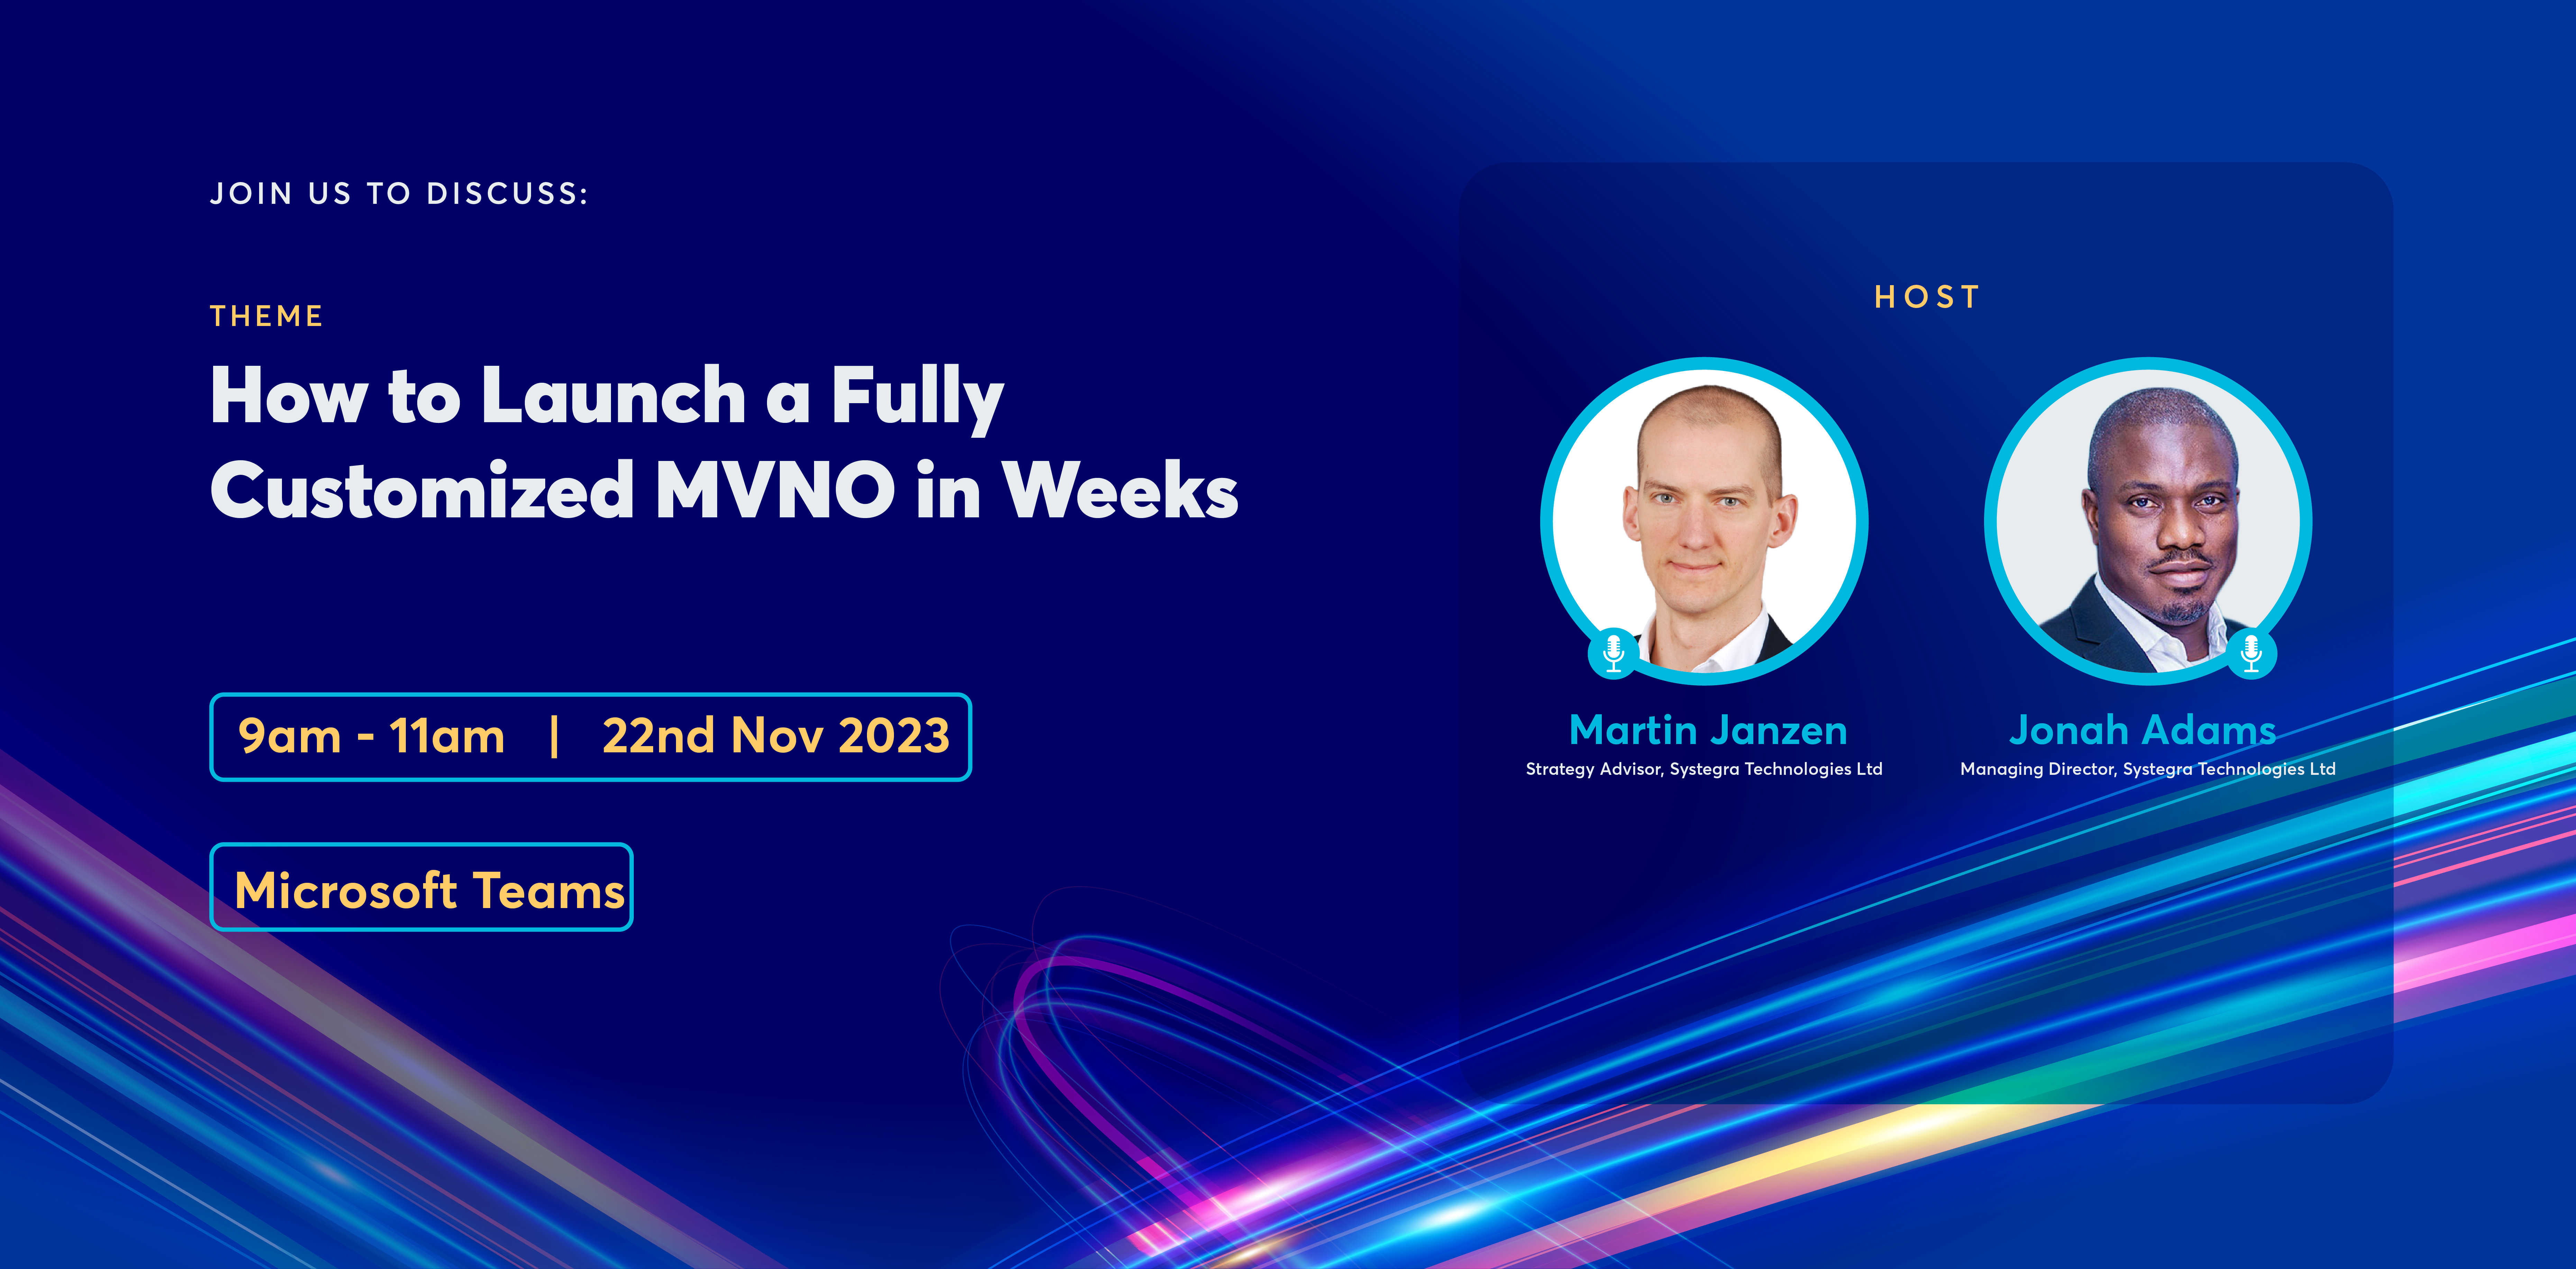 JOIN US TO DISCUSS:
THEME
How to Launch a Fully
Customized MVNO in Weeks
9am - 11am | 22nd Nov 2023
Microsoft Teams
HOST
Martin Janzen
Strategy Advisor, Systegra Technologies Ltd
Jonah Adams
Managing Director, Systegra Technologies Ltd